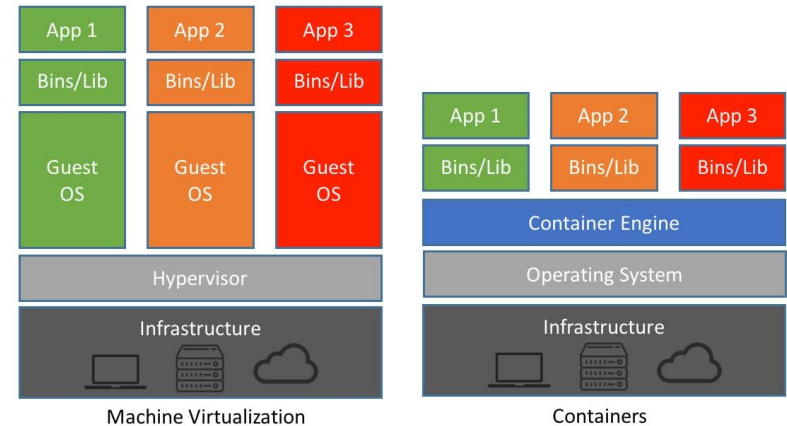 App 1
App 2
App 3
Bins/Lib
Bins/Lib
Bins/Lib
Guest
OS
Guest
OS
Guest
OS
Hypervisor
Infrastructure
Machine Virtualization
App 1
App 2
App 3
Bins/Lib
Bins/Lib
Bins/Lib
Container Engine
Operating System
Infrastructure
Containers